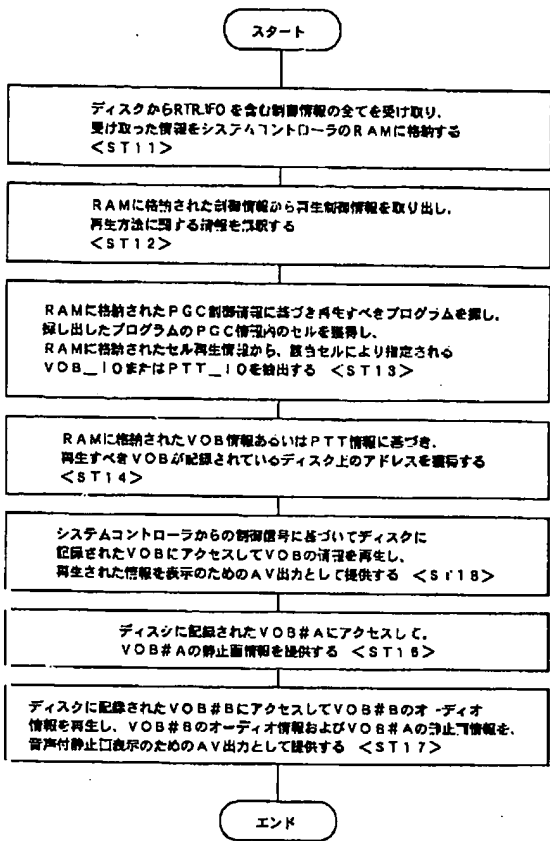 スタート
ディスクからRTR.IFOを含む制御情報の全てを受け取り、
受け取った情報をシステムコントローラのRAMに格納する
<ST11>
RAMに格納された制御情報から再生制御情報を取り出し、
再生方法に関する情報を解釈する
<ST12>
RAMに格納されたPGC制御情報に基づき再生すべきプログラムを探し、
探し出したプログラムのPGC情報内のセルを獲得し、
RAMに格納されたセル再生情報から、該当セルにより指定される
VOB_IDまたはPTT_IDを抽出する <ST13>
RAMに格納されたVOB情報あるいはPTT情報に基づき、
再生すべきVOBが記録されているディスク上のアドレスを獲得する
<ST14>
システムコントローラからの制御信号に基づいてディスクに
記録されたVOBにアクセスしてVOBの情報を再生し、
再生された情報を表示のためのAV出力として提供する
ディスクに記録されたVOB#Aにアクセスして、
VOB#Aの静止画情報を提供する <ST16>
ディスクに記録されたVOB#BにアクセスしてVOB#Bのオーディオ
情報を再生し、VOB#Bのオーディオ情報およびVOB#Aの静止画情報を、
音声付静止画表示のためのAV出力として提供する <ST17>
エンド